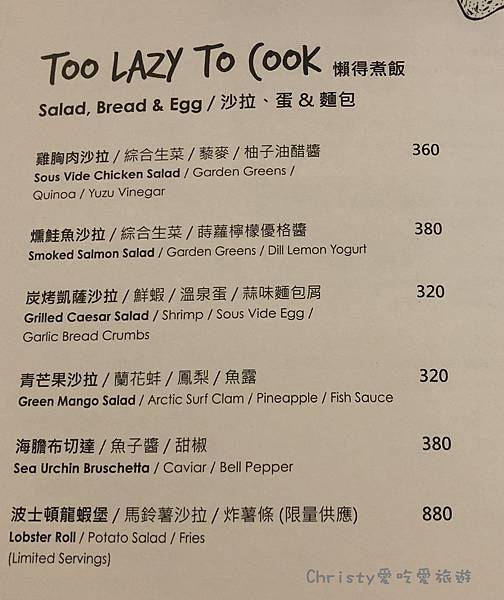 TOO LAZY TO COOK 懶得煮飯
Salad, Bread & Egg / 沙拉、蛋 & 麵包
雞胸肉沙拉 / 綜合生菜 / 藜麥 / 柚子油醋醬 360
Sous Vide Chicken Salad / Garden Greens /
Quinoa / Yuzu Vinegar
燻鮭魚沙拉 / 綜合生菜 / 蒔蘿檸檬優格醬 380
Smoked Salmon Salad / Garden Greens / Dill Lemon Yogurt
炭烤凱薩沙拉 / 鮮蝦 / 溫泉蛋 / 蒜味麵包屑 320
Grilled Caesar Salad / Shrimp / Sous Vide Egg /
Garlic Bread Crumbs
青芒果沙拉 / 蘭花蚌 / 鳳梨 / 魚露 320
Green Mango Salad / Arctic Surf Clam / Pineapple / Fish Sauce
海膽布切達 / 魚子醬 / 甜椒 380
Sea Urchin Bruschetta / Caviar / Bell Pepper
波士頓龍蝦堡 / 馬鈴薯沙拉 / 炸薯條 (限量供應) 880
Lobster Roll / Potato Salad / Fries
(Limited Servings)
Christy愛吃愛旅遊